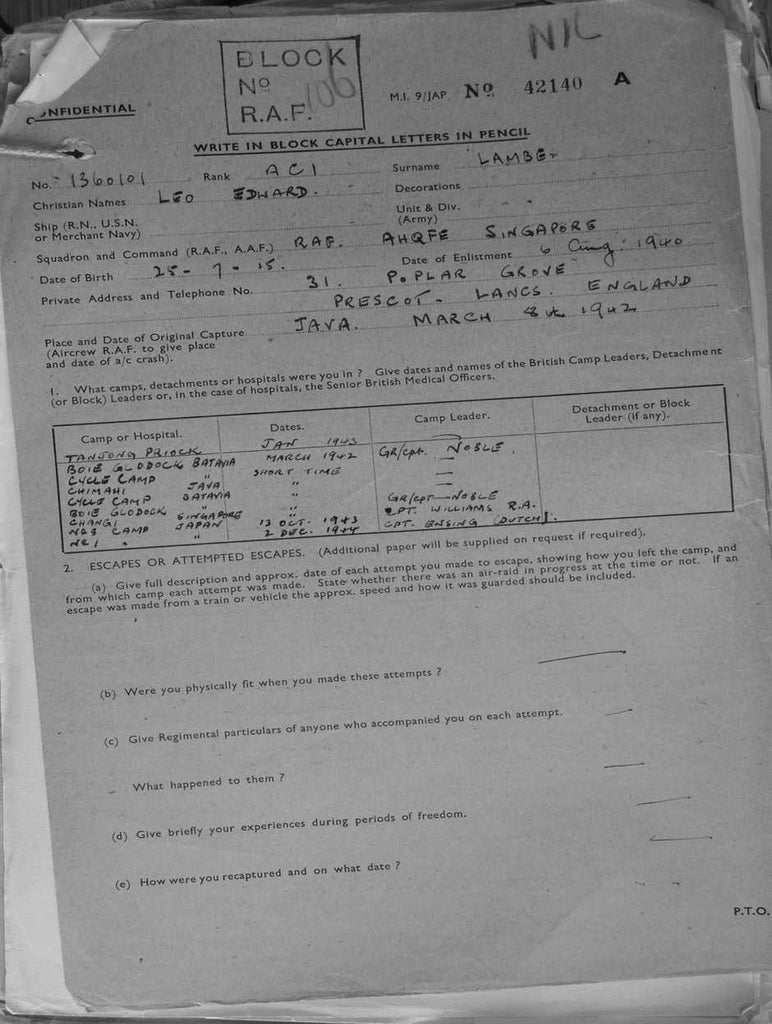 NIL
BLOCK
Nº
R.A.F. 106
CONFIDENTIAL
M.I. 9/JAP Nº 42140 A
WRITE IN BLOCK CAPITAL LETTERS IN PENCIL
No. 1360101 Rank AC1 Surname LAMBE
Christian Names LEO EDWARD. Decorations
Ship (R.N., U.S.N. or Merchant Navy) Unit & Div. (Army)
Squadron and Command (R.A.F., A.A.F.) RAF. AHQFE SINGAPORE
Date of Birth 25-7-15. Date of Enlistment 6 Aug. 1940
Private Address and Telephone No. 31. POPLAR GROVE
PRESCOT - LANCS. ENGLAND
Place and Date of Original Capture JAVA. MARCH 8th 1942
(Aircrew R.A.F. to give place
and date of a/c crash).
1. What camps, detachments or hospitals were you in ? Give dates and names of the British Camp Leaders, Detachment
(or Block) Leaders or, in the case of hospitals, the Senior British Medical Officers.
Camp or Hospital. Dates. Camp Leader. Detachment or Block Leader (if any).
TANJONG PRIOCK JAN 1943 GR/cpt. NOBLE.
BOIE GLODOCK BATAVIA MARCH 1942 —
CYCLE CAMP " SHORT TIME —
CHIMAHI JAVA " —
CYCLE CAMP BATAVIA " GR/CPT—NOBLE
BOIE GLODOCK "
CHANGI SINGAPORE " CPT. WILLIAMS R.A.
No8 CAMP JAPAN 13 OCT. 1943 CPT. ENSING (DUTCH).
No1 " " 2 DEC. 1944
2. ESCAPES OR ATTEMPTED ESCAPES. (Additional paper will be supplied on request if required).
(a) Give full description and approx. date of each attempt you made to escape, showing how you left the camp, and
from which camp each attempt was made. State whether there was an air-raid in progress at the time or not. If an
escape was made from a train or vehicle the approx. speed and how it was guarded should be included.
(b) Were you physically fit when you made these attempts ?
(c) Give Regimental particulars of anyone who accompanied you on each attempt.
What happened to them ?
(d) Give briefly your experiences during periods of freedom.
(e) How were you recaptured and on what date ?
P.T.O.